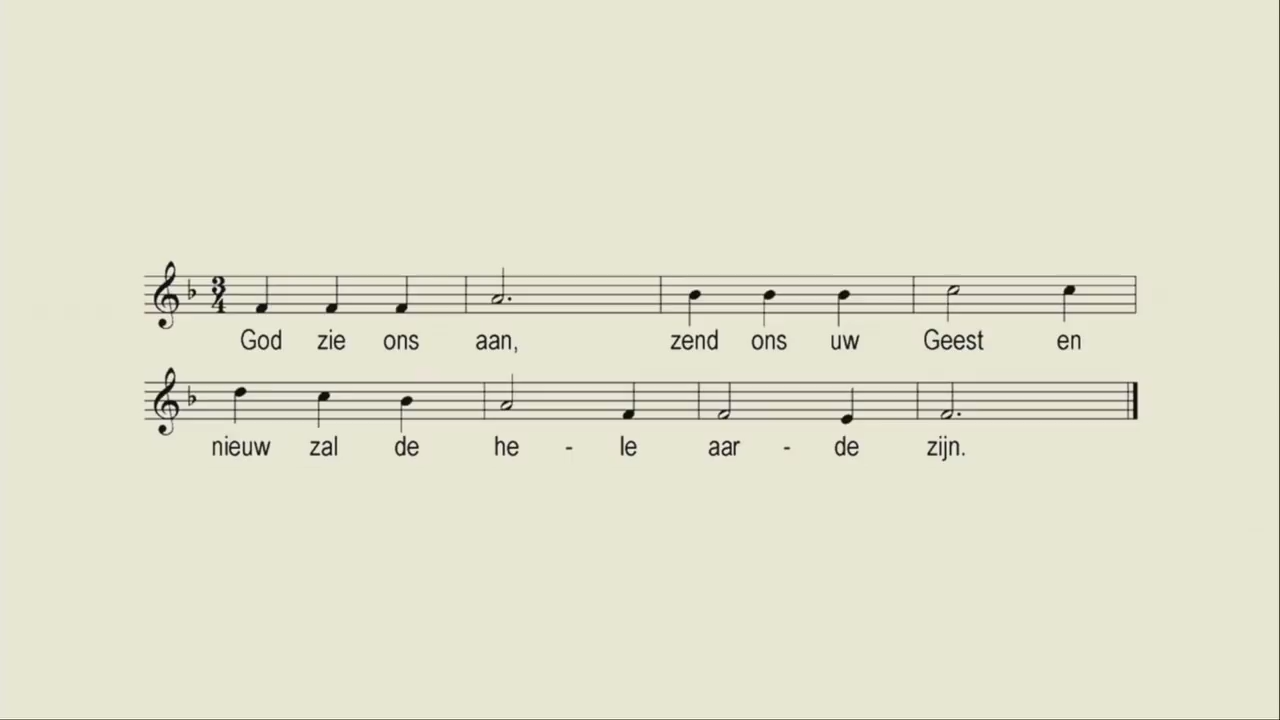 God zie ons aan, zend ons uw Geest en
nieuw zal de he - le aar - de zijn.